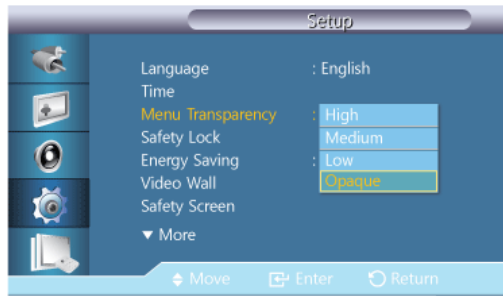 Setup
Language : English
Time
Menu Transparency : High
Medium
Safety Lock
Energy Saving : Low
Opaque
Video Wall
Safety Screen
▼ More
Move Enter Return